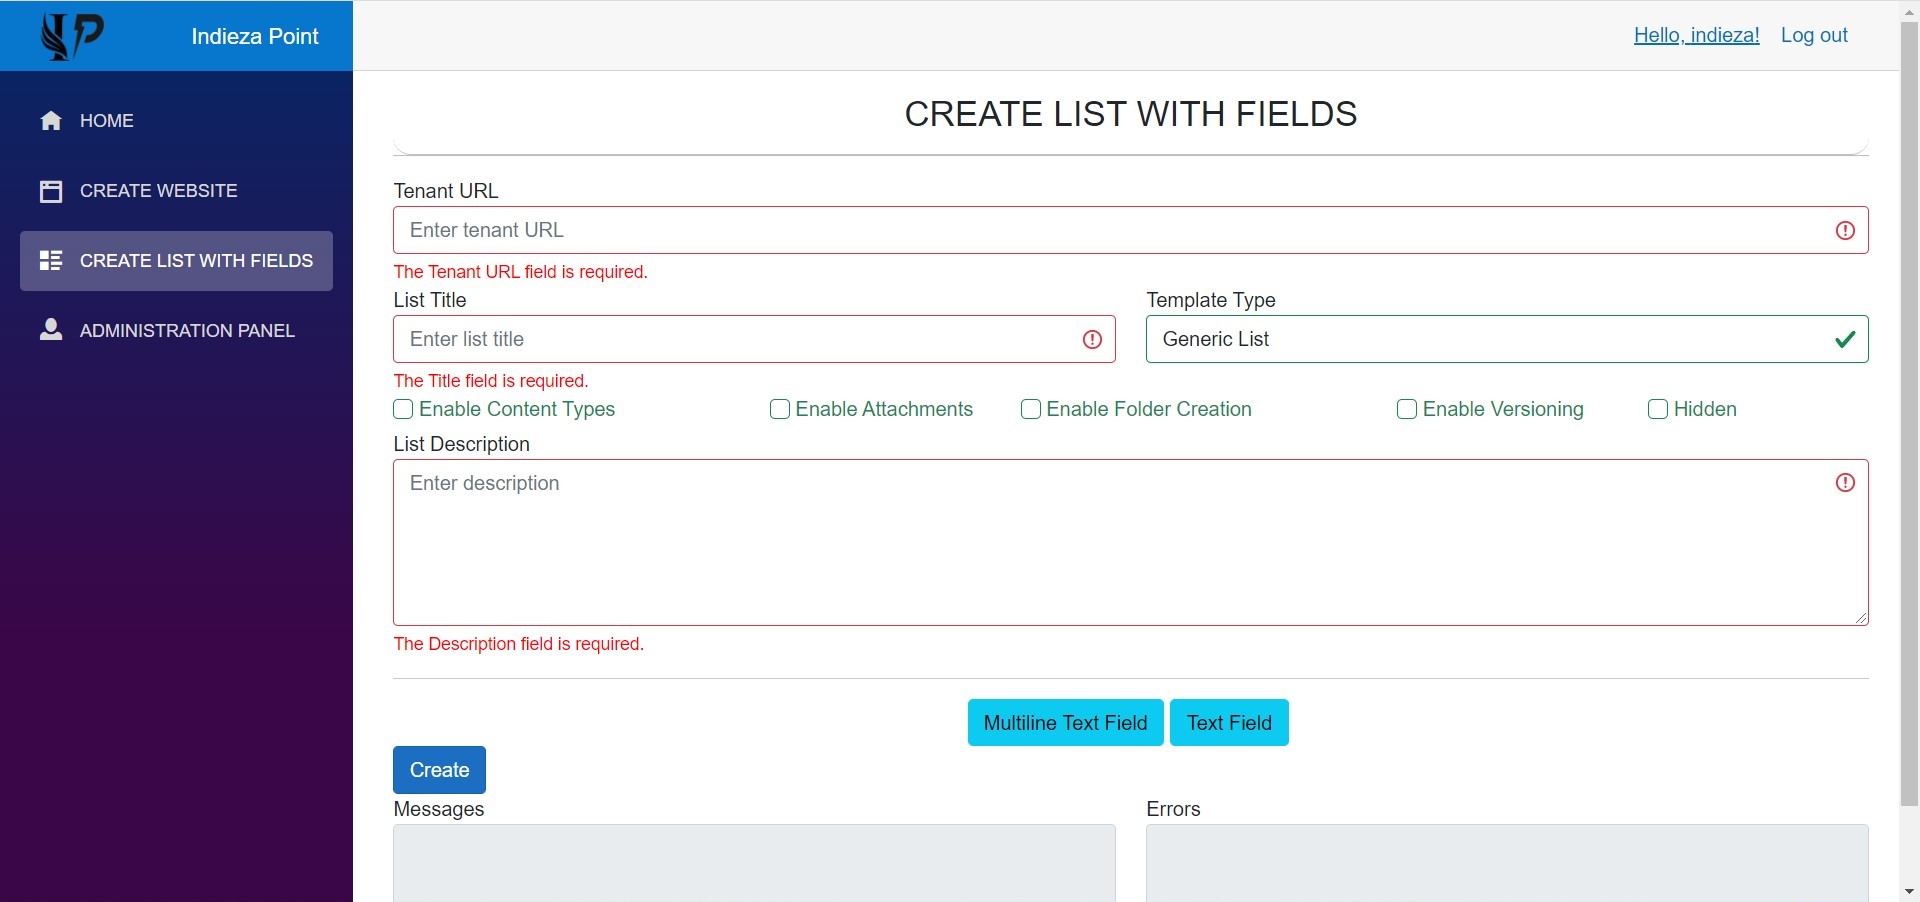 Indieza Point
Hello, indieza! Log out
HOME
CREATE WEBSITE
CREATE LIST WITH FIELDS
ADMINISTRATION PANEL
CREATE LIST WITH FIELDS
Tenant URL
Enter tenant URL
The Tenant URL field is required.
List Title
Enter list title
The Title field is required.
Template Type
Generic List
Enable Content Types Enable Attachments Enable Folder Creation Enable Versioning Hidden
List Description
Enter description
The Description field is required.
Multiline Text Field Text Field
Create
Messages
Errors